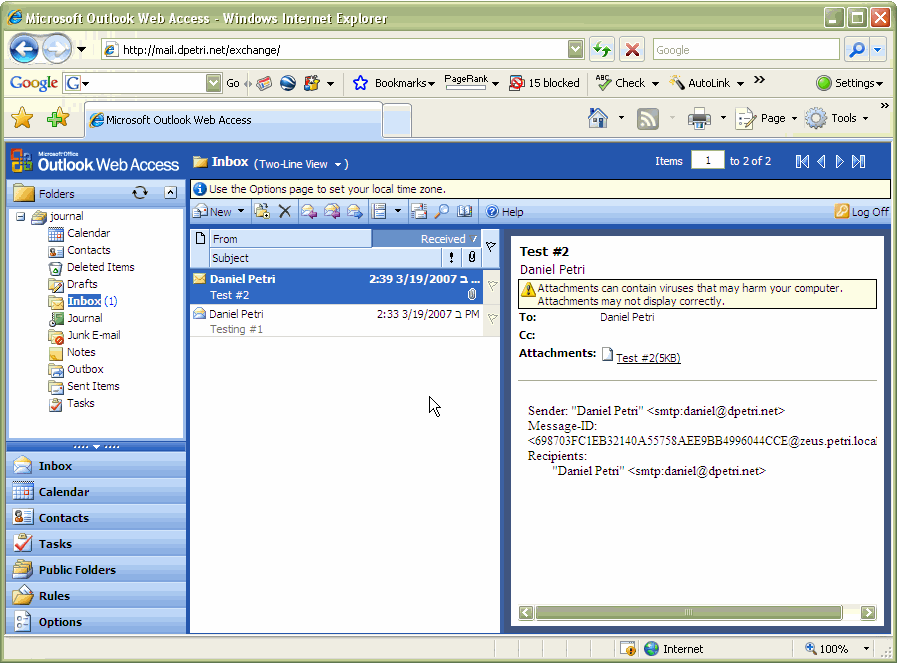 Microsoft Outlook Web Access - Windows Internet Explorer
http://mail.dpetri.net/exchange/
Google
Google G Go Bookmarks PageRank 15 blocked ABC Check AutoLink » Settings
Microsoft Outlook Web Access
Page Tools »
Microsoft Office
Outlook Web Access
Inbox (Two-Line View )
Items 1 to 2 of 2
Folders
Use the Options page to set your local time zone.
New Help Log Off
journal
Calendar
Contacts
Deleted Items
Drafts
Inbox (1)
Journal
Junk E-mail
Notes
Outbox
Sent Items
Tasks
Inbox
Calendar
Contacts
Tasks
Public Folders
Rules
Options
From Received
Subject !
Daniel Petri 2:39 3/19/2007 ב ...
Test #2
Daniel Petri 2:33 3/19/2007 ב PM
Testing #1
Test #2
Daniel Petri
Attachments can contain viruses that may harm your computer.
Attachments may not display correctly.
To: Daniel Petri
Cc:
Attachments: Test #2(5KB)
Sender: "Daniel Petri" <smtp:daniel@dpetri.net>
Message-ID:
<698703FC1EB32140A55758AEE9BB4996044CCE@zeus.petri.loca
Recipients:
"Daniel Petri" <smtp:daniel@dpetri.net>
Internet 100%